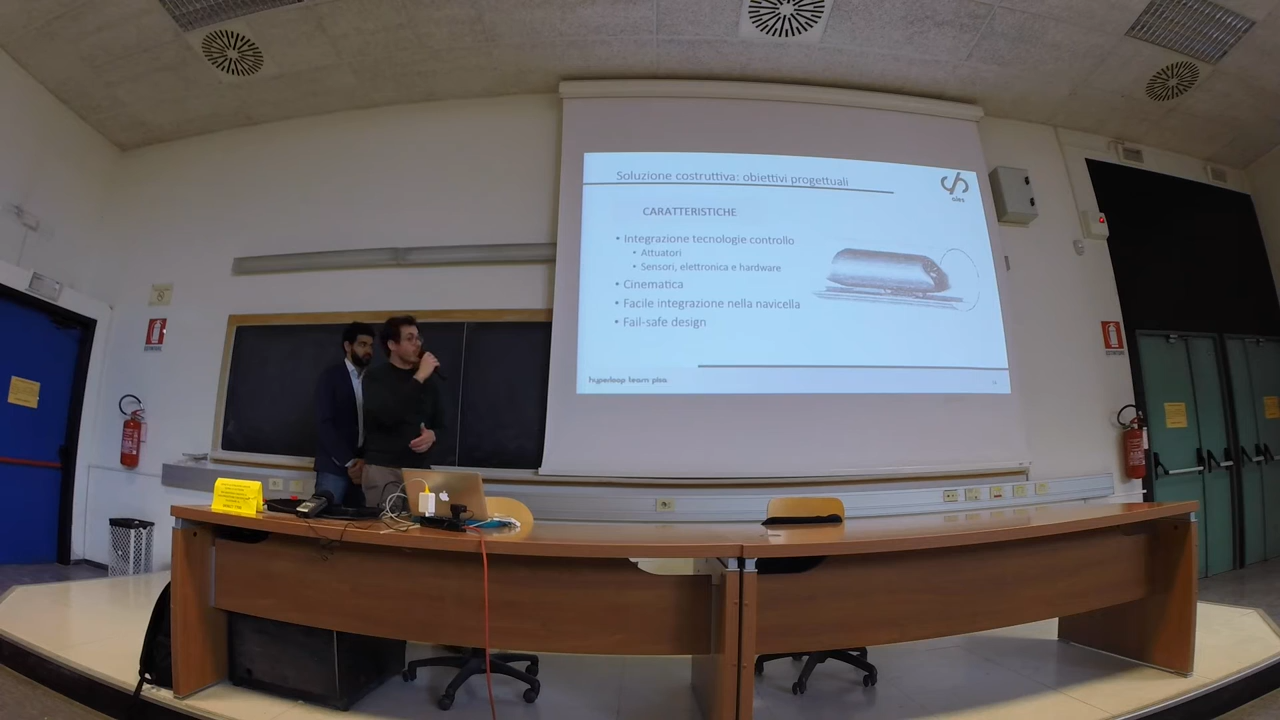 Soluzione costruttiva: obiettivi progettuali
ales
CARATTERISTICHE
• Integrazione tecnologie controllo
• Attuatori
• Sensori, elettronica e hardware
• Cinematica
• Facile integrazione nella navicella
• Fail-safe design
hyperloop team pisa